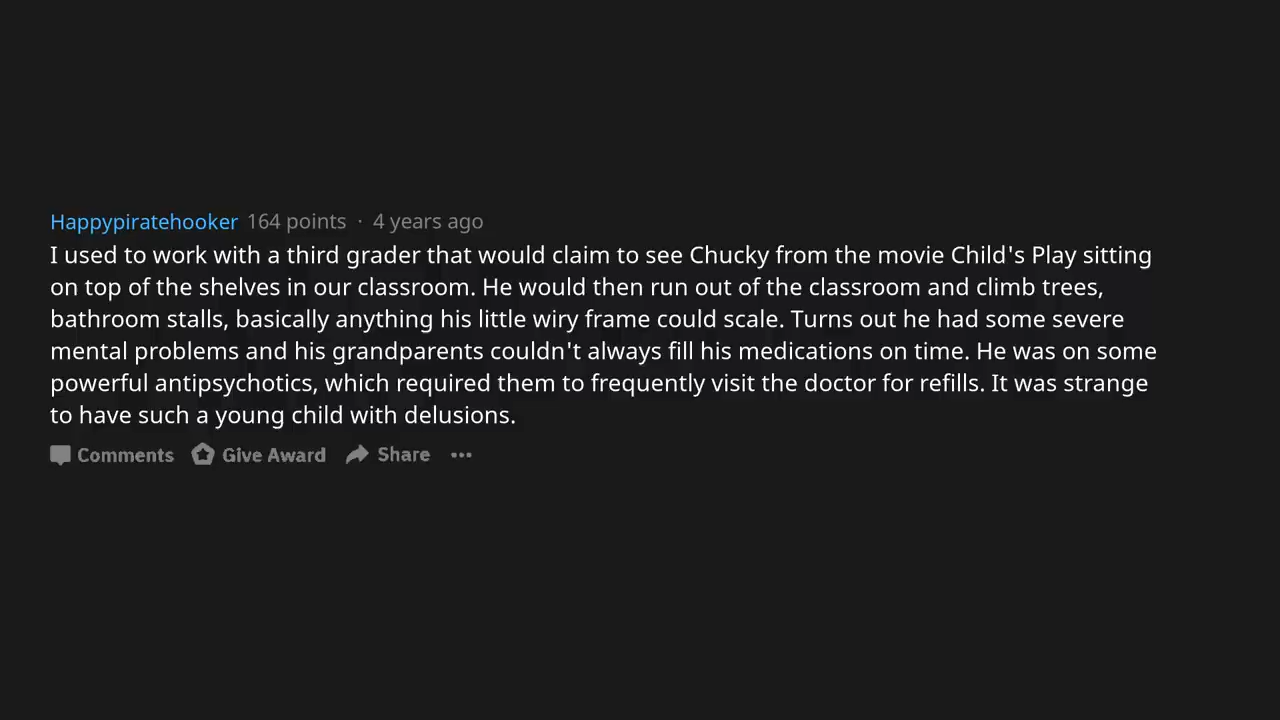 Happypiratehooker 164 points · 4 years ago
I used to work with a third grader that would claim to see Chucky from the movie Child's Play sitting
on top of the shelves in our classroom. He would then run out of the classroom and climb trees,
bathroom stalls, basically anything his little wiry frame could scale. Turns out he had some severe
mental problems and his grandparents couldn't always fill his medications on time. He was on some
powerful antipsychotics, which required them to frequently visit the doctor for refills. It was strange
to have such a young child with delusions.
Comments Give Award Share ···